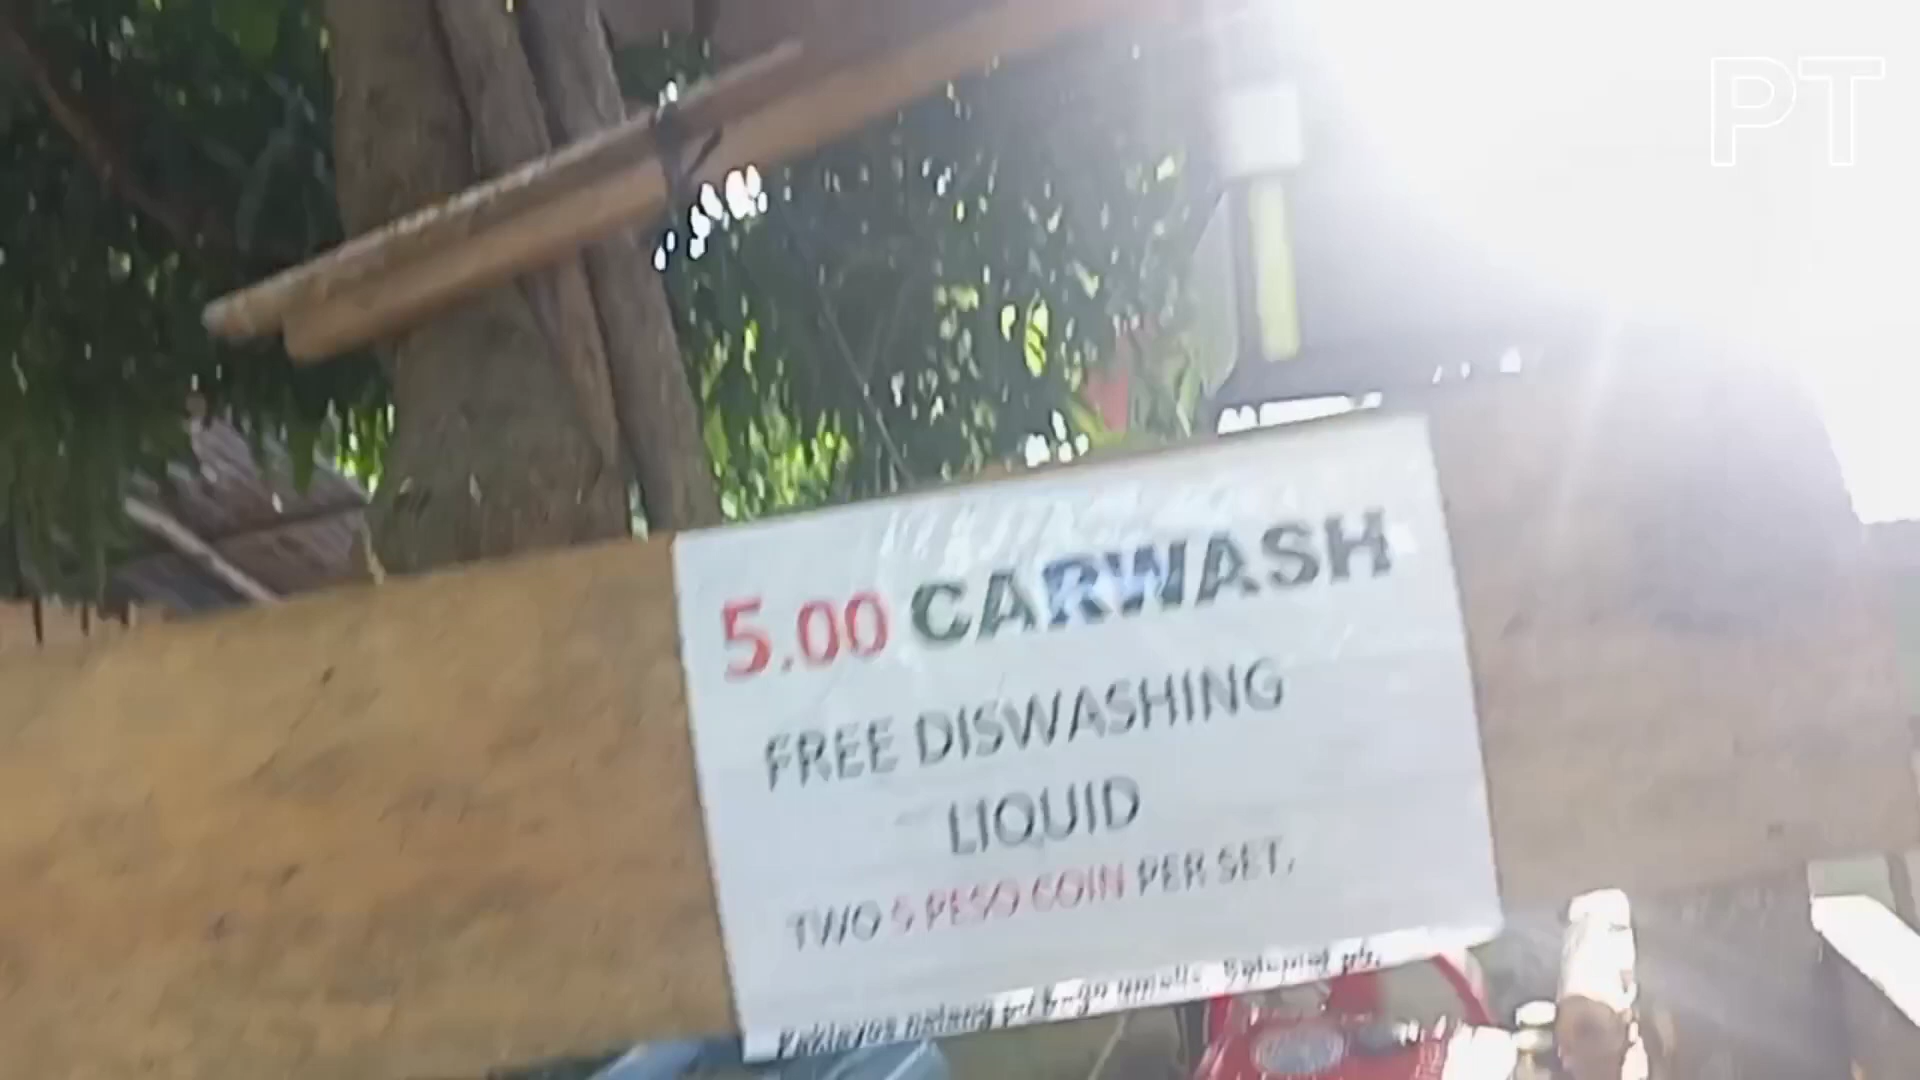 PT
5.00 CARWASH
FREE DISWASHING
LIQUID
TWO 5 PESO COIN PER SET.